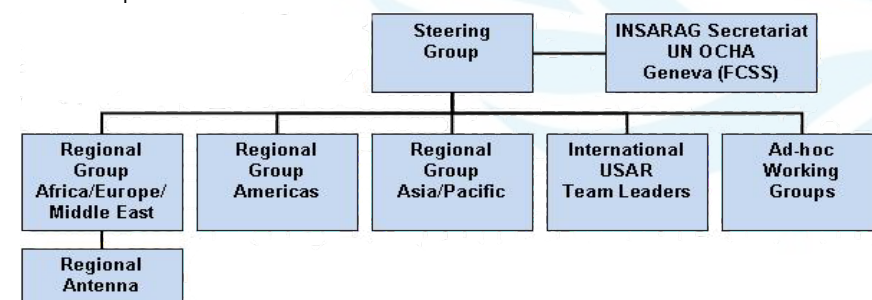 Steering
Group
INSARAG Secretariat
UN OCHA
Geneva (FCSS)
Regional
Group
Africa/Europe/
Middle East
Regional
Group
Americas
Regional
Group
Asia/Pacific
International
USAR
Team Leaders
Ad-hoc
Working
Groups
Regional
Antenna